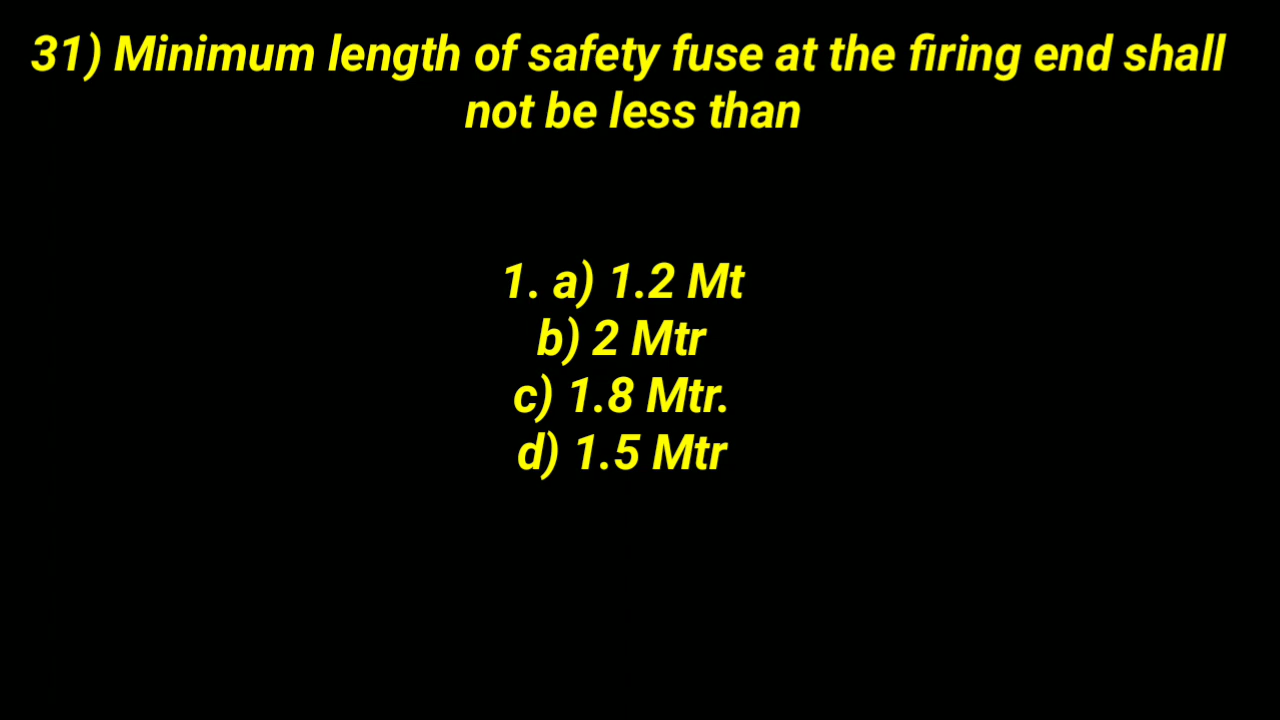 31) Minimum length of safety fuse at the firing end shall
not be less than
1. a) 1.2 Mt
b) 2 Mtr
c) 1.8 Mtr.
d) 1.5 Mtr